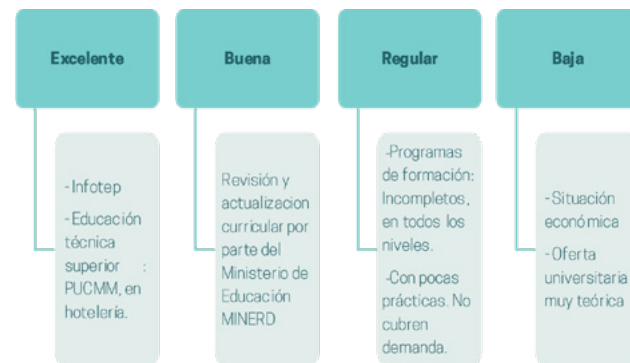 Excelente
Buena
Regular
Baja
-Infotep
-Educación
técnica
superior :
PUCMM, en
hotelería.
Revisión y
actualizacion
curricular por
parte del
Ministerio de
Educación
MINERD
-Programas
de formación:
Incompletos,
en todos los
niveles.
-Con pocas
prácticas. No
cubren
demanda.
-Situación
económica
-Oferta
universitaria
muy teórica